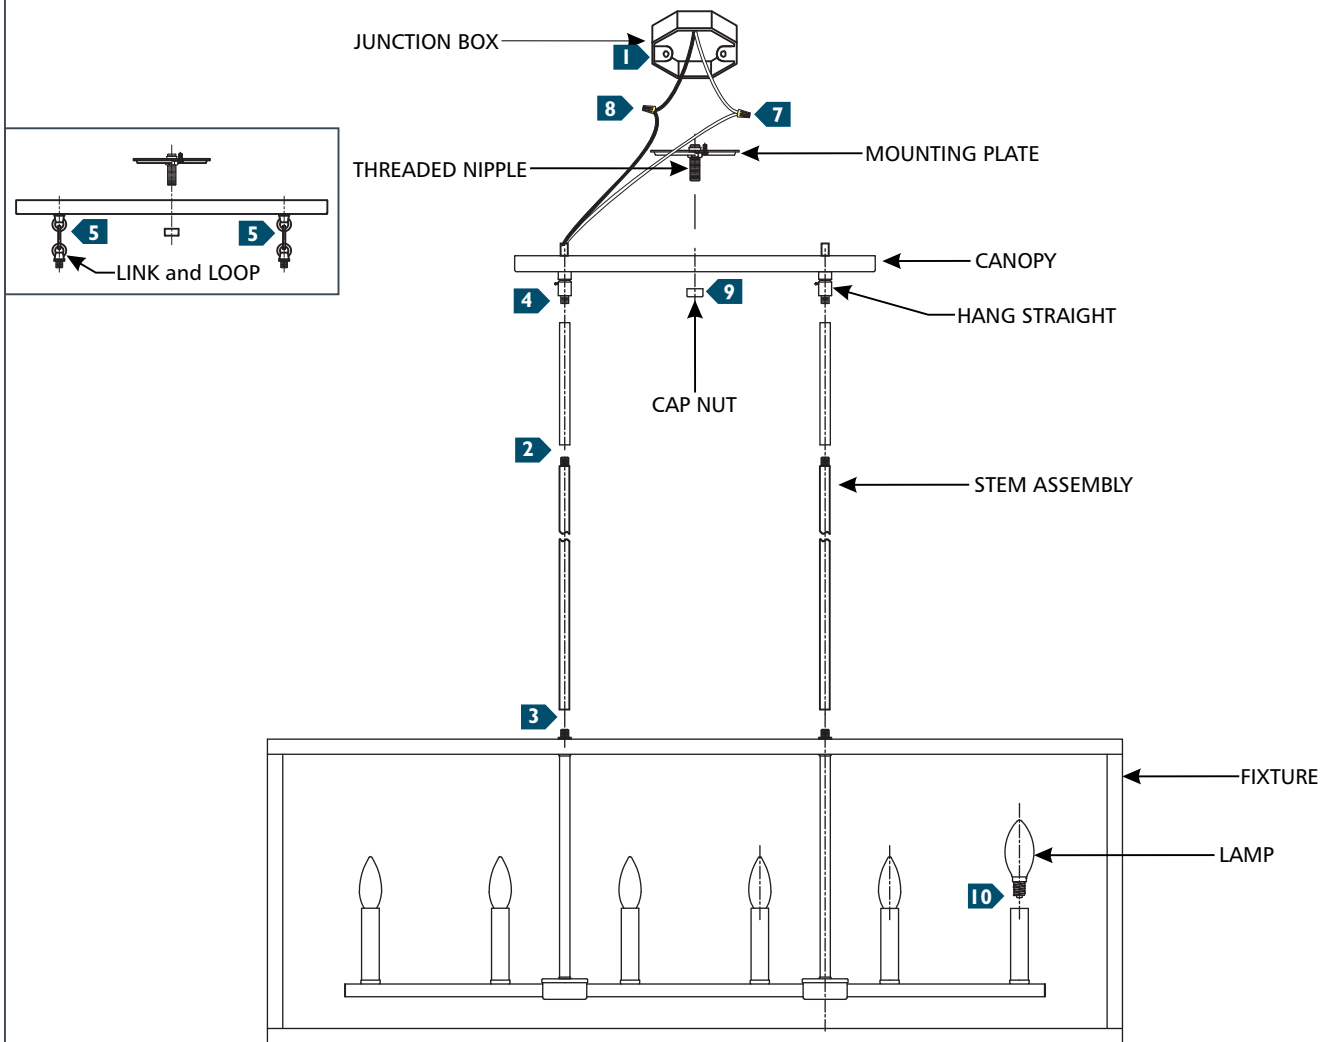 JUNCTION BOX
1
8
7
THREADED NIPPLE
MOUNTING PLATE
5
5
LINK and LOOP
CANOPY
4
9
HANG STRAIGHT
CAP NUT
2
STEM ASSEMBLY
3
FIXTURE
LAMP
10